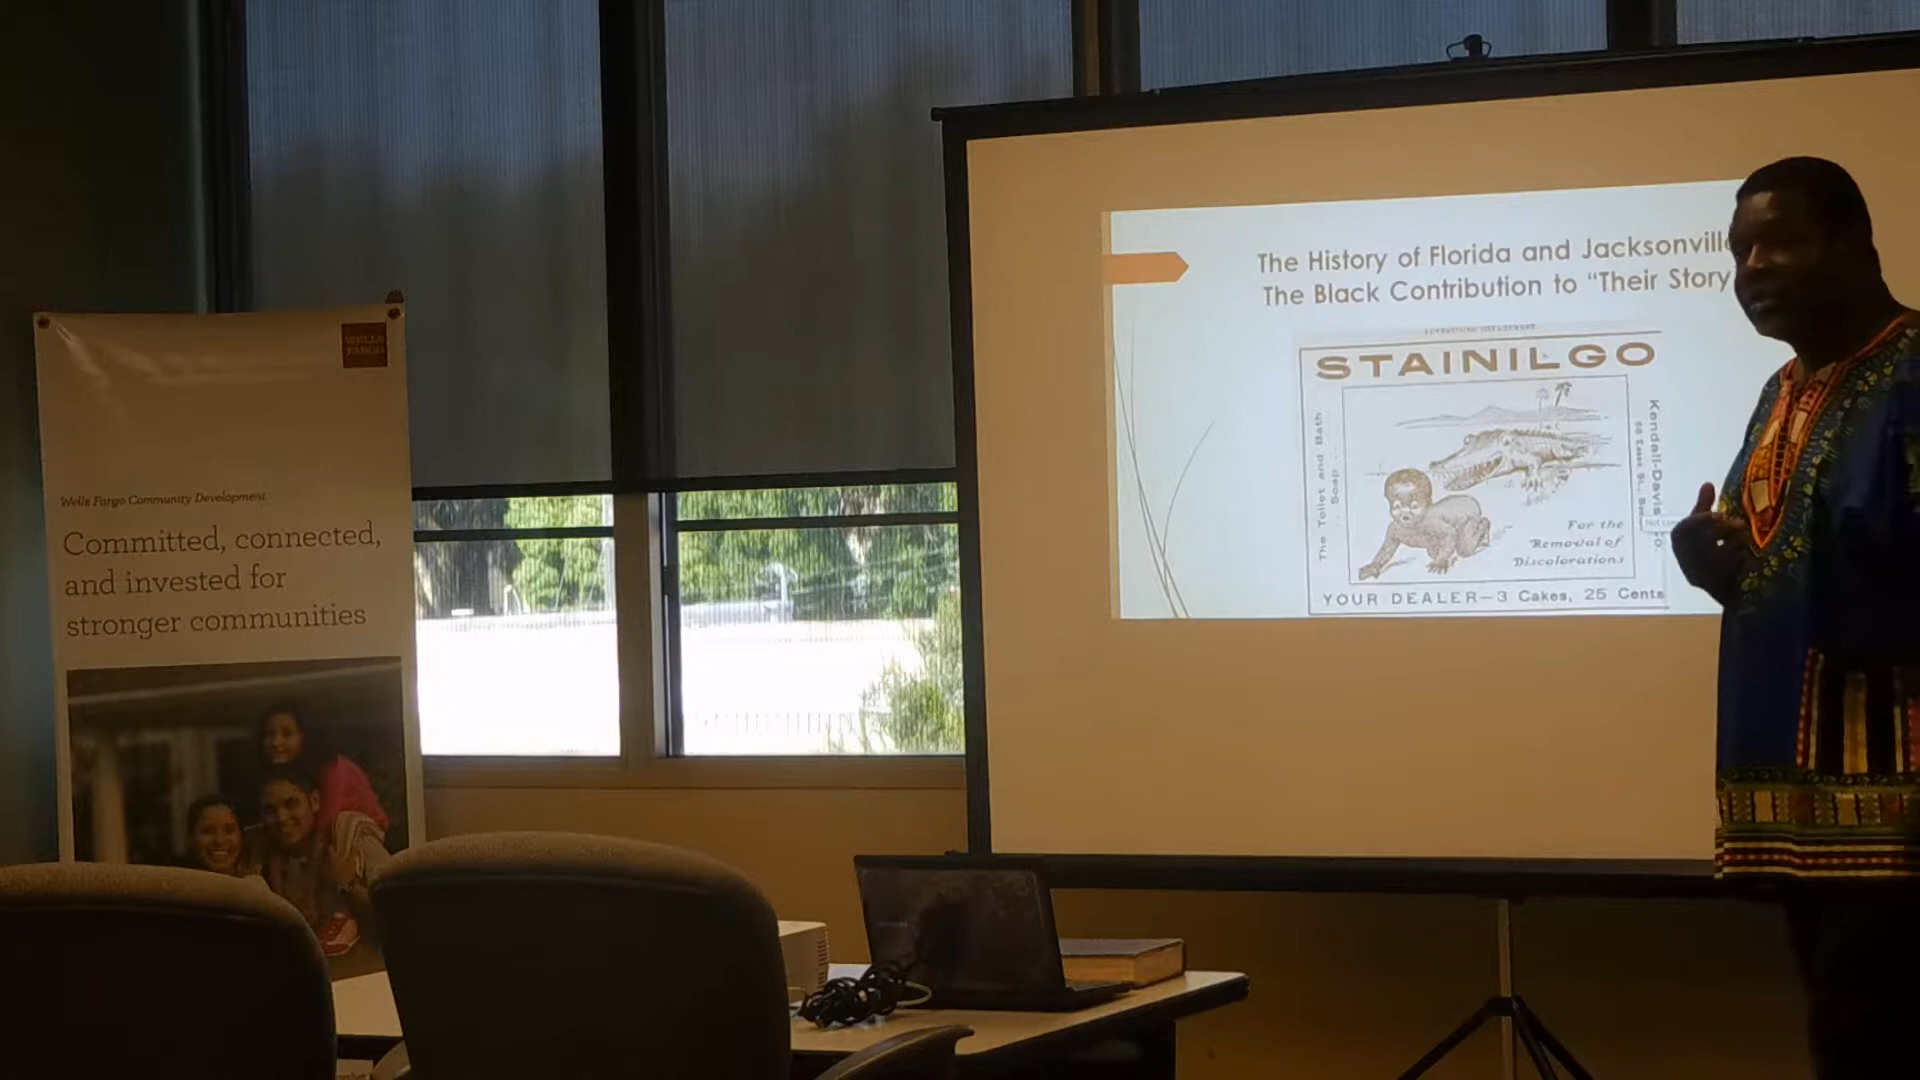 WELLS
FARGO
Wells Fargo Community Development
Committed, connected,
and invested for
stronger communities
The History of Florida and Jacksonville
The Black Contribution to “Their Story
STAINILGO
The Toilet and Bath
Soap
Kendall-Davis
For the
Removal of
Discolorations
YOUR DEALER—3 Cakes, 25 Cents